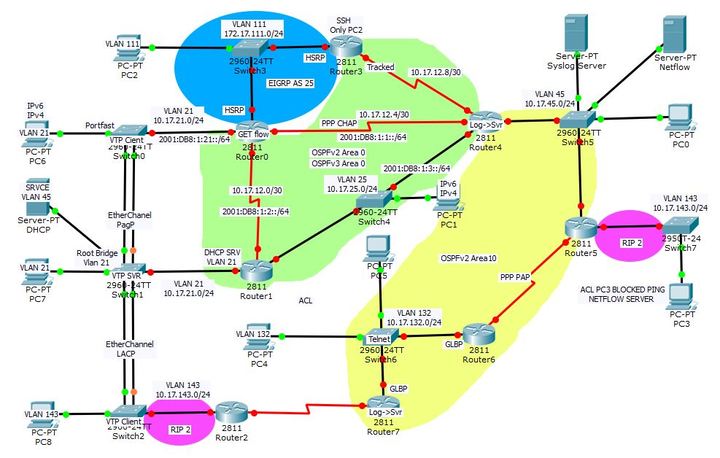 VLAN 111
172.17.111.0/24
SSH
Only PC2
VLAN 111
PC-PT
PC2
2960-24TT
Switch3
HSRP
2811
Router3
EIGRP AS 25
HSRP
Tracked
10.17.12.8/30
Server-PT
Syslog Server
Server-PT
Netflow
IPv6
IPv4
VLAN 21
PC-PT
PC6
Portfast
VTP Client
2960-24TT
Switch0
VLAN 21
10.17.21.0/24
2001:DB8:1:21::/64
GET flow
2811
Router0
PPP CHAP
10.17.12.4/30
2001:DB8:1:1::/64
Log->Svr
2811
Router4
VLAN 45
10.17.45.0/24
2960-24TT
Switch5
PC-PT
PC0
OSPFv2 Area 0
OSPFv3 Area 0
2001:DB8:1:3::/64
SRVCE
VLAN 45
Server-PT
DHCP
EtherChanel
PagP
10.17.12.0/30
2001:DB8:1:2::/64
VLAN 25
10.17.25.0/24
2960-24TT
Switch4
IPv6
IPv4
PC-PT
PC1
2811
Router5
RIP 2
VLAN 143
10.17.143.0/24
2950T-24
Switch7
Root Bridge
Vlan 21
VTP SVR
2960-24TT
Switch1
VLAN 21
PC-PT
PC7
VLAN 21
10.17.21.0/24
DHCP SRV
VLAN 21
2811
Router1
ACL
PC-PT
PC5
OSPFv2 Area10
PPP PAP
ACL PC3 BLOCKED PING
NETFLOW SERVER
PC-PT
PC3
VLAN 132
10.17.132.0/24
VLAN 132
PC-PT
PC4
Telnet
2960-24TT
Switch6
GLBP
2811
Router6
EtherChannel
LACP
GLBP
Log->Svr
2811
Router7
VLAN 143
10.17.143.0/24
VLAN 143
PC-PT
PC8
VTP Client
2960-24TT
Switch2
RIP 2
2811
Router2